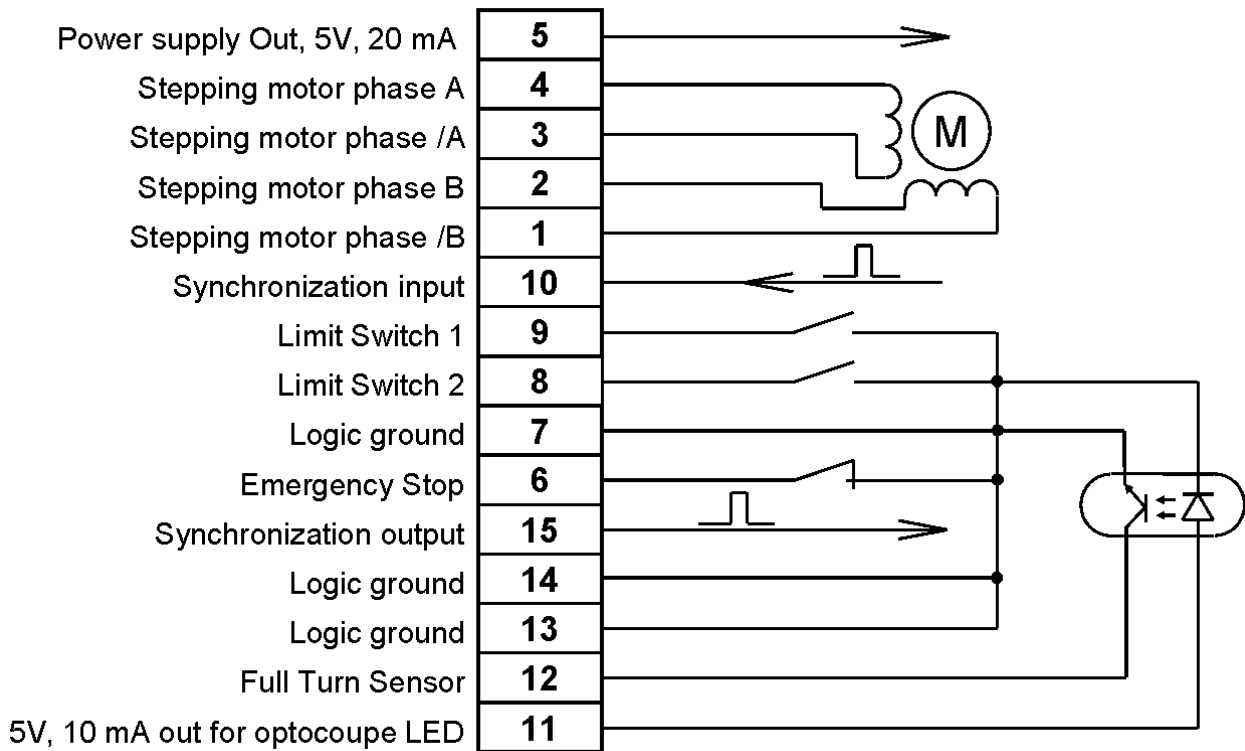 Power supply Out, 5V, 20 mA 5
Stepping motor phase A 4
Stepping motor phase /A 3
Stepping motor phase B 2
Stepping motor phase /B 1
Synchronization input 10
Limit Switch 1 9
Limit Switch 2 8
Logic ground 7
Emergency Stop 6
Synchronization output 15
Logic ground 14
Logic ground 13
Full Turn Sensor 12
5V, 10 mA out for optocoupe LED 11
M